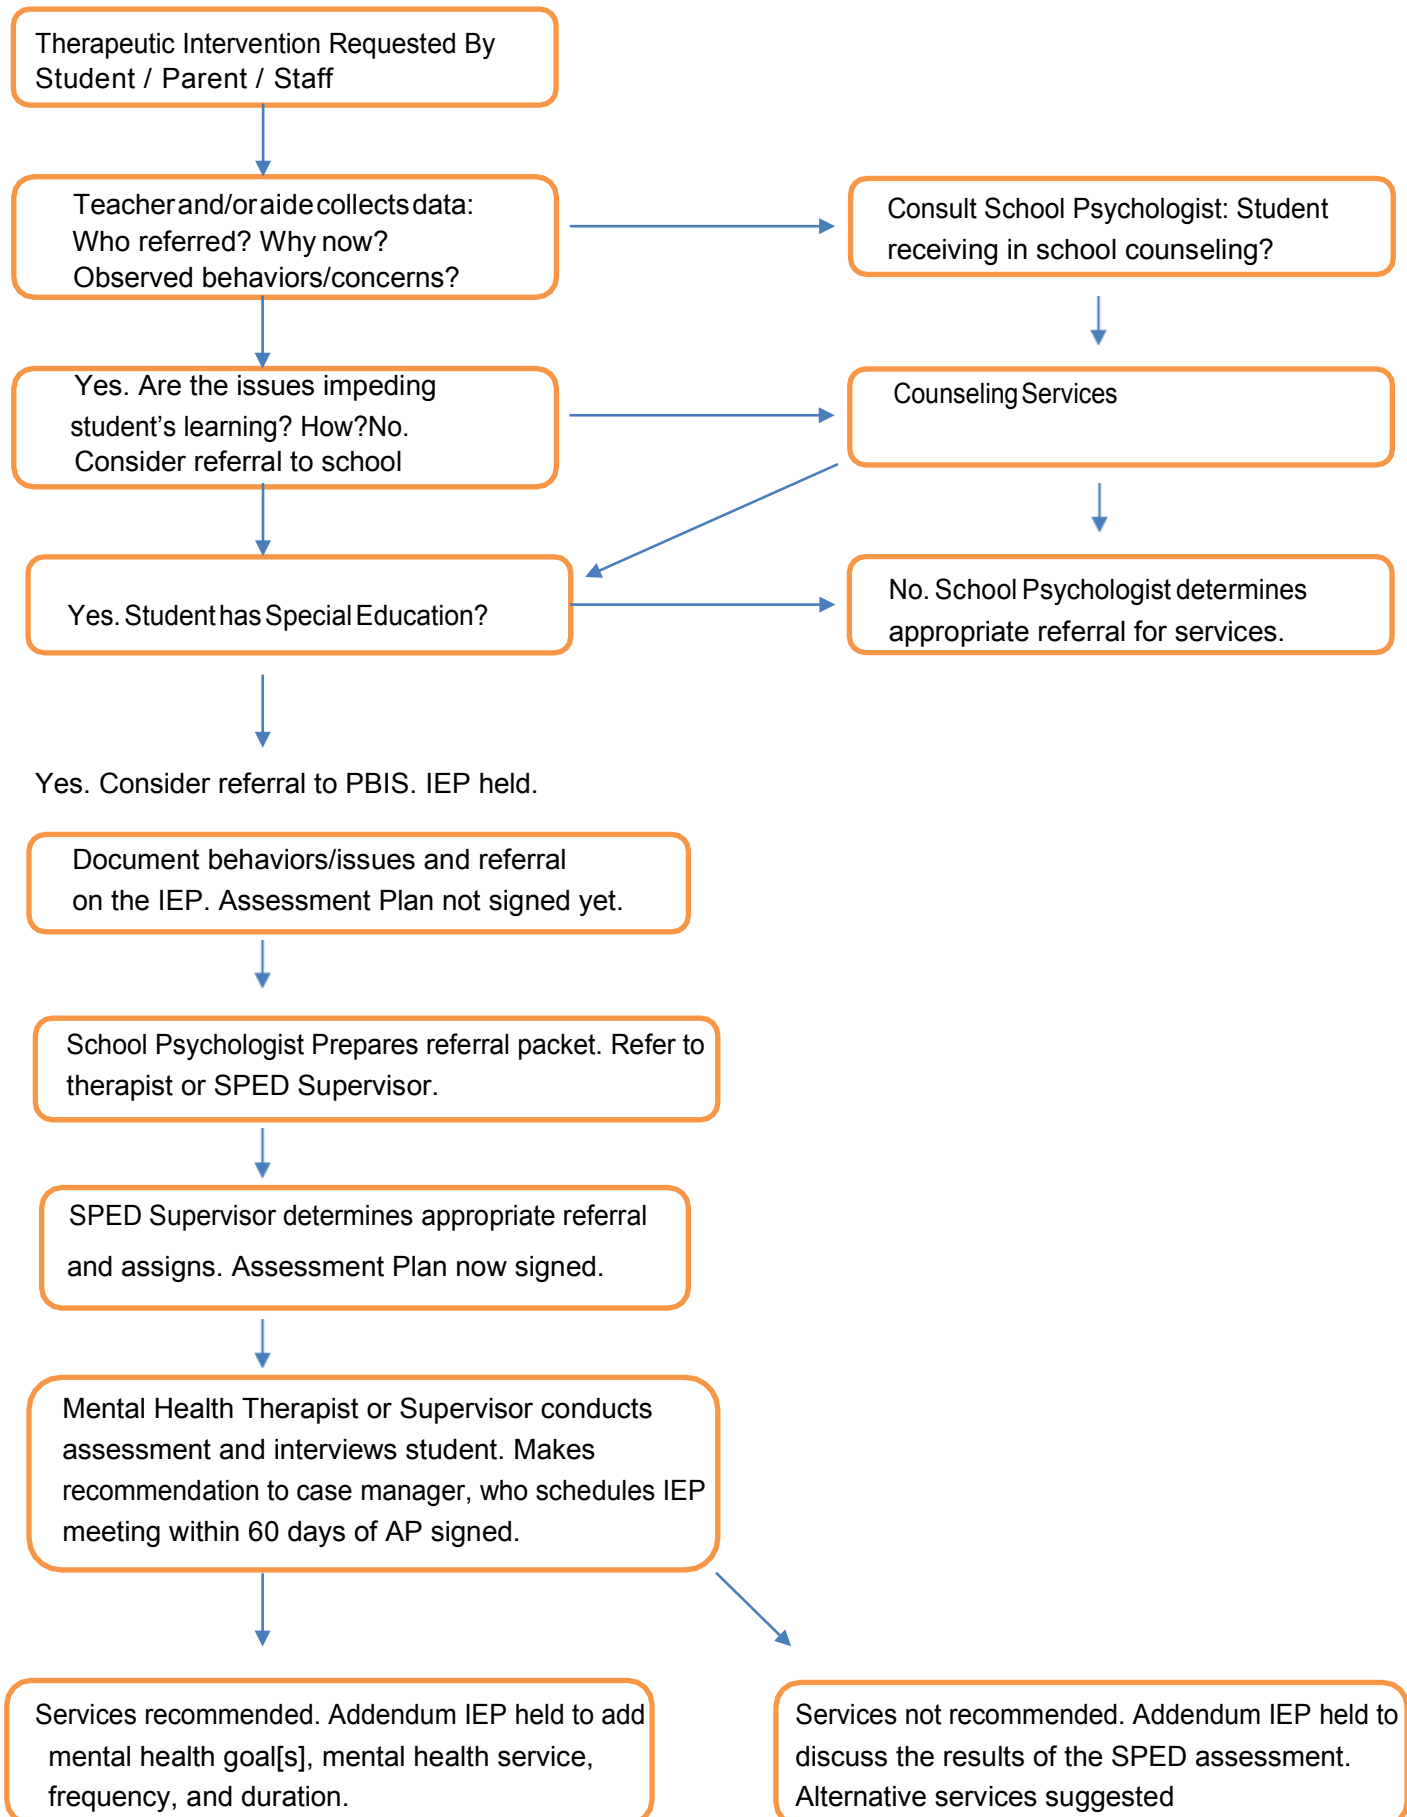 Therapeutic Intervention Requested By
Student / Parent / Staff
Teacher and/or aide collects data:
Who referred? Why now?
Observed behaviors/concerns?
Consult School Psychologist: Student
receiving in school counseling?
Yes. Are the issues impeding
student’s learning? How?No.
Consider referral to school
Counseling Services
Yes. Student has Special Education?
No. School Psychologist determines
appropriate referral for services.
Yes. Consider referral to PBIS. IEP held.
Document behaviors/issues and referral
on the IEP. Assessment Plan not signed yet.
School Psychologist Prepares referral packet. Refer to
therapist or SPED Supervisor.
SPED Supervisor determines appropriate referral
and assigns. Assessment Plan now signed.
Mental Health Therapist or Supervisor conducts
assessment and interviews student. Makes
recommendation to case manager, who schedules IEP
meeting within 60 days of AP signed.
Services recommended. Addendum IEP held to add
mental health goal[s], mental health service,
frequency, and duration.
Services not recommended. Addendum IEP held to
discuss the results of the SPED assessment.
Alternative services suggested